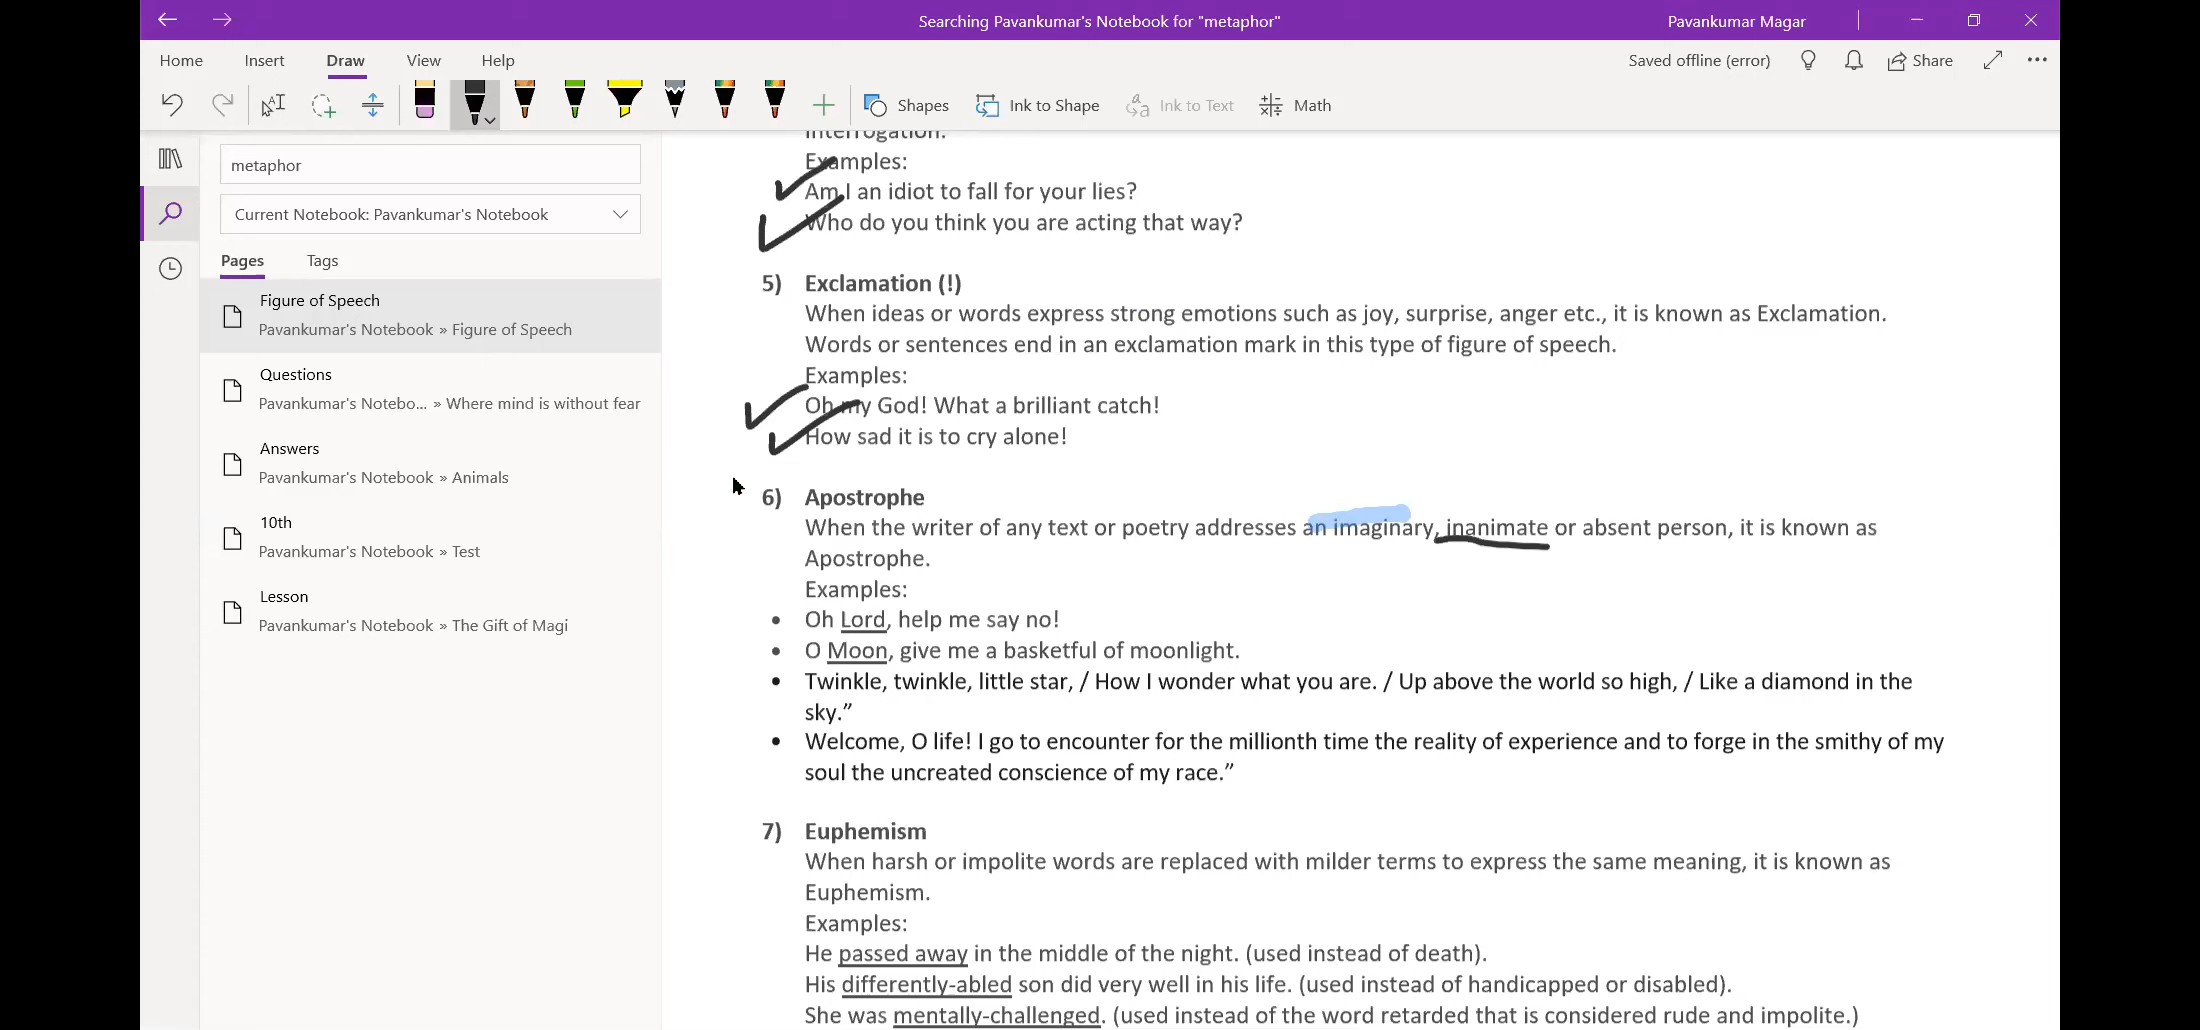 Searching Pavankumar's Notebook for "metaphor"
Pavankumar Magar
Home Insert Draw View Help
Saved offline (error)
Share
Shapes
Ink to Shape
Ink to Text
Math
metaphor
Current Notebook: Pavankumar's Notebook
Pages Tags
Figure of Speech
Pavankumar's Notebook » Figure of Speech
Questions
Pavankumar's Notebo... » Where mind is without fear
Answers
Pavankumar's Notebook » Animals
10th
Pavankumar's Notebook » Test
Lesson
Pavankumar's Notebook » The Gift of Magi
Interrogation.
Examples:
Am I an idiot to fall for your lies?
Who do you think you are acting that way?
5) Exclamation (!)
When ideas or words express strong emotions such as joy, surprise, anger etc., it is known as Exclamation.
Words or sentences end in an exclamation mark in this type of figure of speech.
Examples:
Oh my God! What a brilliant catch!
How sad it is to cry alone!
6) Apostrophe
When the writer of any text or poetry addresses an imaginary, inanimate or absent person, it is known as
Apostrophe.
Examples:
• Oh Lord, help me say no!
• O Moon, give me a basketful of moonlight.
• Twinkle, twinkle, little star, / How I wonder what you are. / Up above the world so high, / Like a diamond in the
sky.”
• Welcome, O life! I go to encounter for the millionth time the reality of experience and to forge in the smithy of my
soul the uncreated conscience of my race.”
7) Euphemism
When harsh or impolite words are replaced with milder terms to express the same meaning, it is known as
Euphemism.
Examples:
He passed away in the middle of the night. (used instead of death).
His differently-abled son did very well in his life. (used instead of handicapped or disabled).
She was mentally-challenged. (used instead of the word retarded that is considered rude and impolite.)